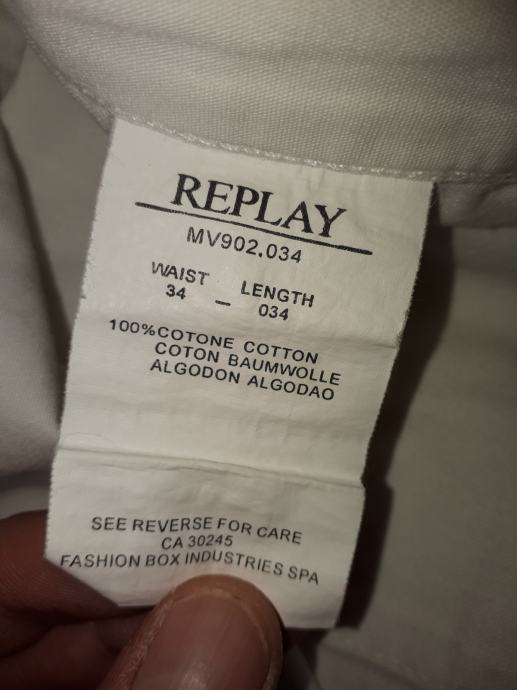 REPLAY
MV902.034
WAIST LENGTH
34 - 034
100%COTONE COTTON
COTON BAUMWOLLE
ALGODON ALGODAO
SEE REVERSE FOR CARE
CA 30245
FASHION BOX INDUSTRIES SPA